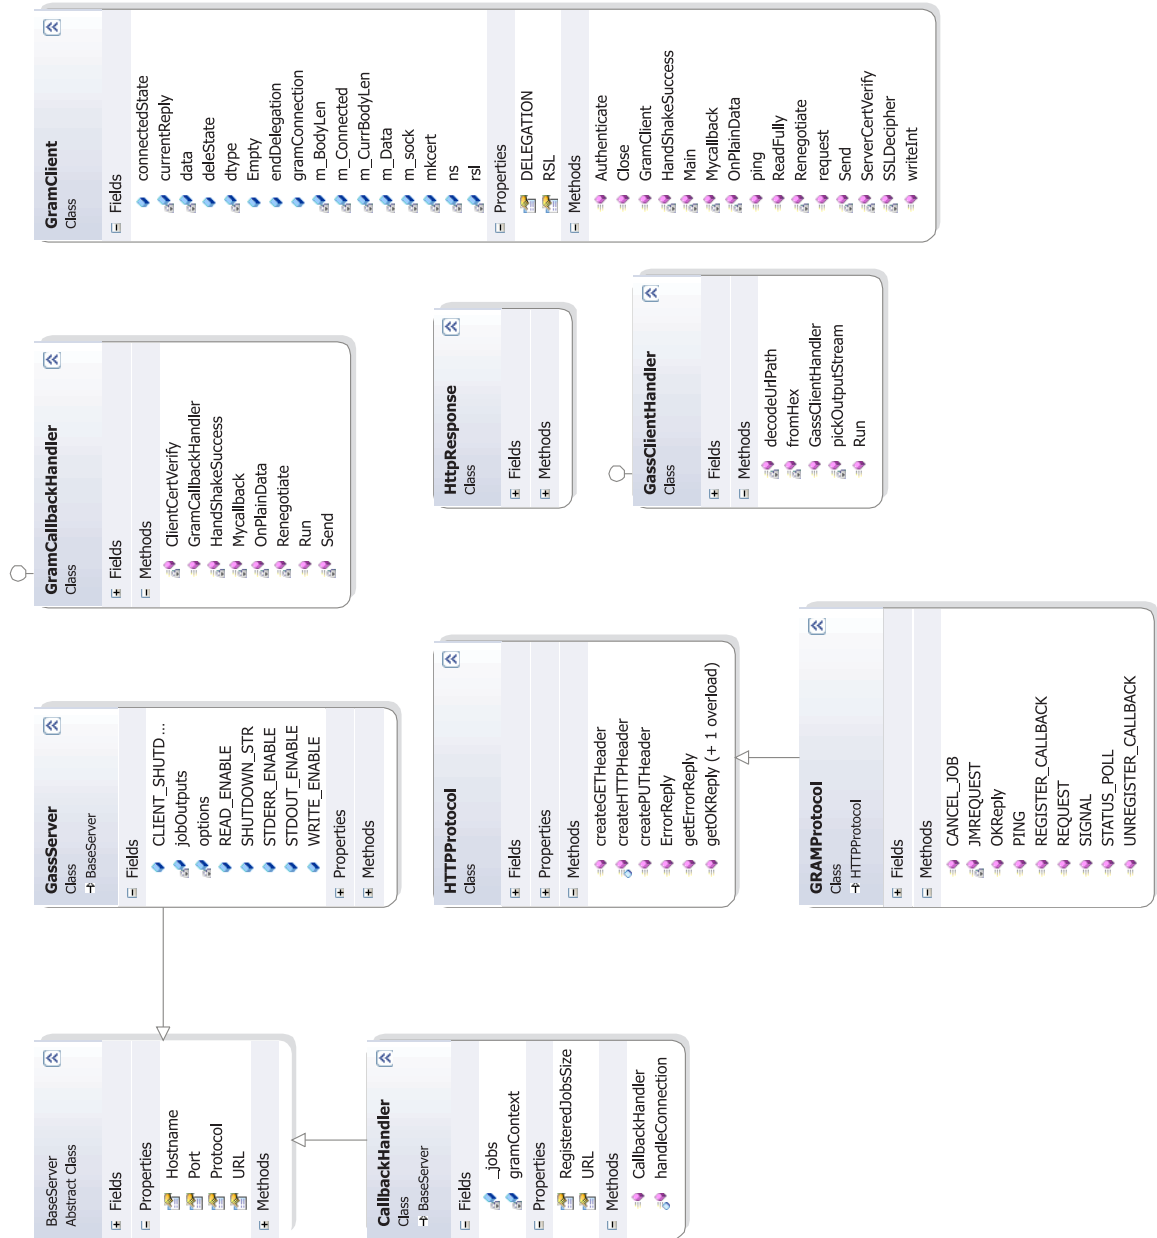 BaseServer
Abstract Class
Fields
Properties
Hostname
Port
Protocol
URL
Methods
CallbackHandler
Class
BaseServer
Fields
_jobs
gramContext
Properties
RegisteredJobsSize
URL
Methods
CallbackHandler
handleConnection
GassServer
Class
BaseServer
Fields
CLIENT_SHUTD ...
jobOutputs
options
READ_ENABLE
SHUTDOWN_STR
STDERR_ENABLE
STDOUT_ENABLE
WRITE_ENABLE
Properties
Methods
HTTPProtocol
Class
Fields
Properties
Methods
createGETHeader
createHTTPHeader
createPUTHeader
ErrorReply
getErrorReply
getOKReply (+ 1 overload)
GRAMProtocol
Class
HTTPProtocol
Fields
Methods
CANCEL_JOB
JMREQUEST
OKReply
PING
REGISTER_CALLBACK
REQUEST
SIGNAL
STATUS_POLL
UNREGISTER_CALLBACK
GramCallbackHandler
Class
Fields
Methods
ClientCertVerify
GramCallbackHandler
HandShakeSuccess
Mycallback
OnPlainData
Renegotiate
Run
Send
HttpResponse
Class
Fields
Methods
GassClientHandler
Class
Fields
Methods
decodeUrlPath
fromHex
GassClientHandler
pickOutputStream
Run
GramClient
Class
Fields
connectedState
currentReply
data
deleState
dtype
Empty
endDelegation
gramConnection
m_BodyLen
m_Connected
m_CurrBodyLen
m_Data
m_sock
mkcert
ns
rsl
Properties
DELEGATION
RSL
Methods
Authenticate
Close
GramClient
HandShakeSuccess
Main
Mycallback
OnPlainData
ping
ReadFully
Renegotiate
request
Send
ServerCertVerify
SSLDecipher
writeInt